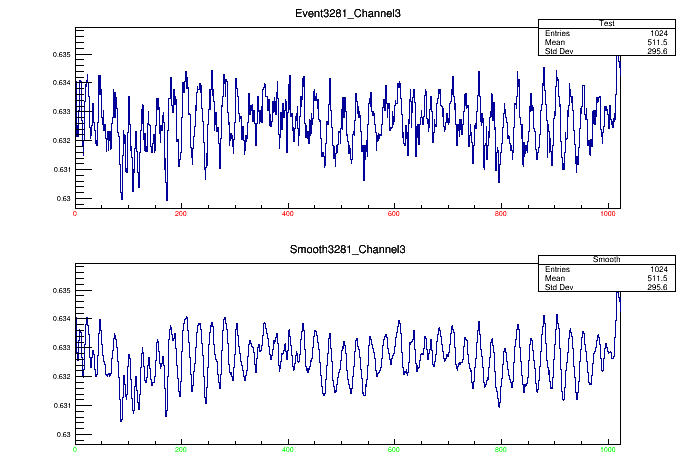 Event3281_Channel3
Test
Entries 1024
Mean 511.5
Std Dev 295.6
0.635
0.634
0.633
0.632
0.631
0.63
0 200 400 600 800 1000
Smooth3281_Channel3
Smooth
Entries 1024
Mean 511.5
Std Dev 295.6
0.635
0.634
0.633
0.632
0.631
0.63
0 200 400 600 800 1000